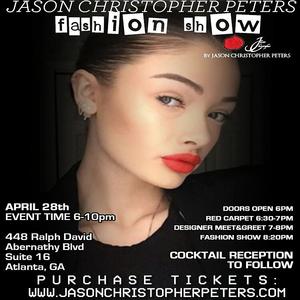 JASON CHRISTOPHER PETERS
fashion show
BY JASON CHRISTOPHER PETERS
APRIL 28th
EVENT TIME 6-10pm
448 Ralph David
Abernathy Blvd
Suite 16
Atlanta, GA
DOORS OPEN 6PM
RED CARPET 6:30-7PM
DESIGNER MEET&GREET 7-8PM
FASHION SHOW 8:20PM
COCKTAIL RECEPTION
TO FOLLOW
PURCHASE TICKETS:
WWW.JASONCHRISTOPHERPETERS.COM